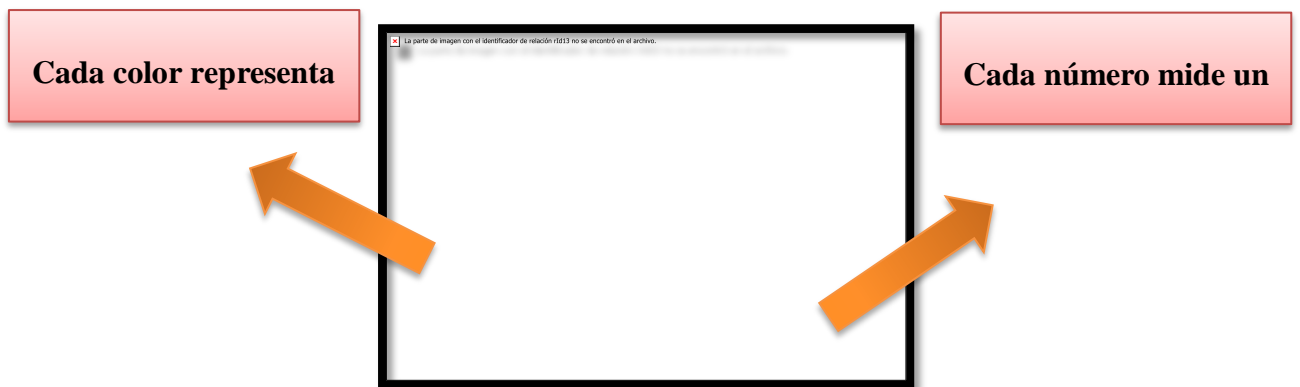 Cada color representa
La parte de imagen con el identificador de relación rId13 no se encontró en el archivo.
Cada número mide un